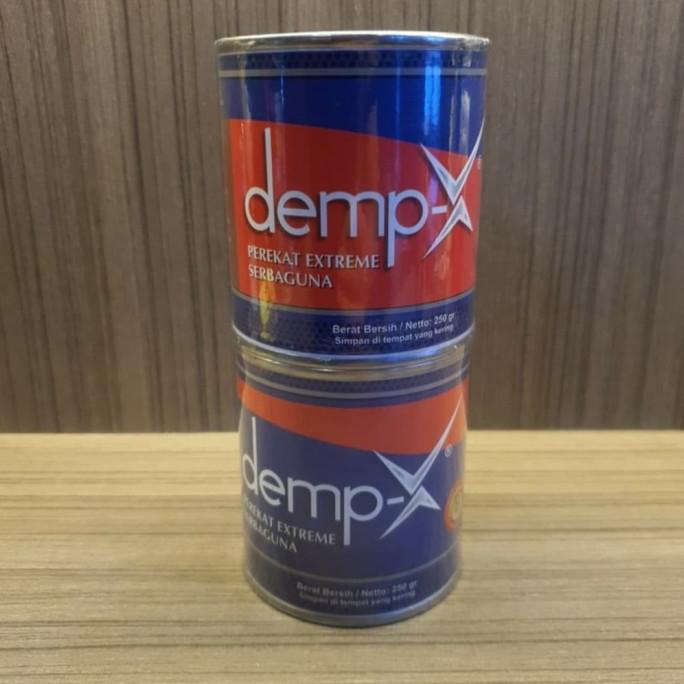 demp-X®
PEREKAT EXTREME
SERBAGUNA
Berat Bersih / Netto: 250 gr
Simpan di tempat yang kering
demp-X®
PEREKAT EXTREME
SERBAGUNA
Berat Bersih / Netto: 250 gr
Simpan di tempat yang kering